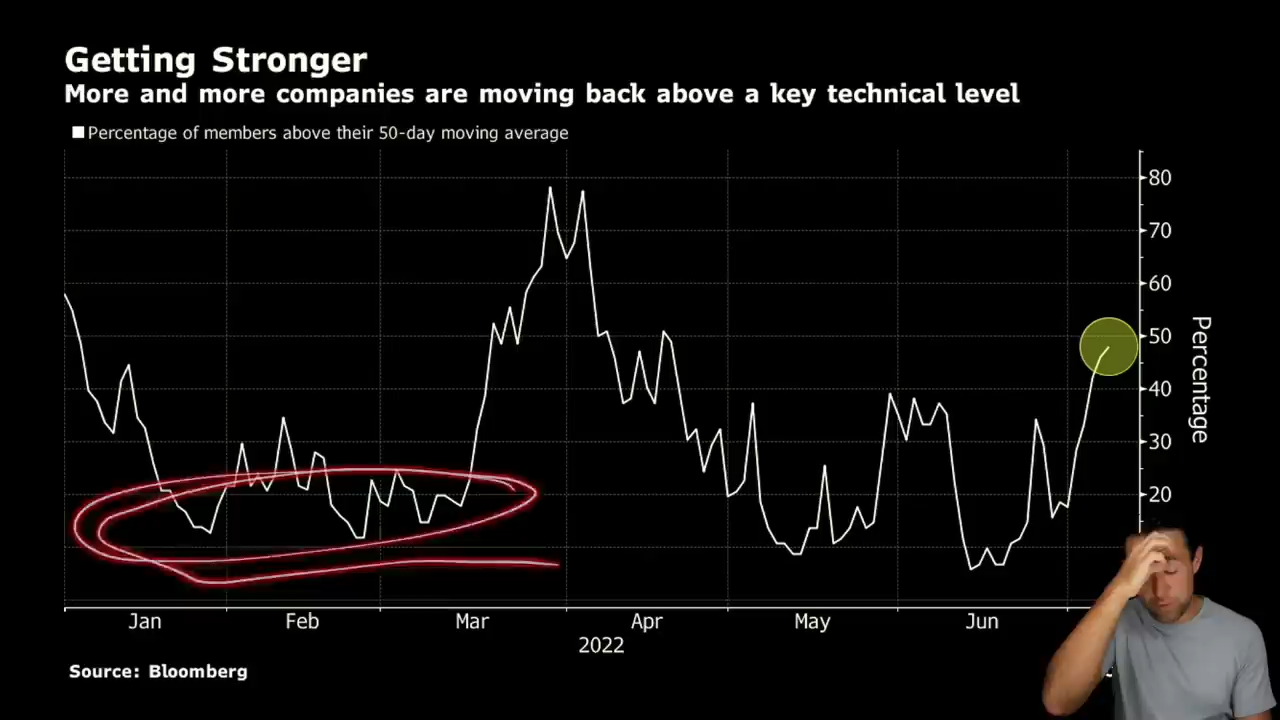 Getting Stronger
More and more companies are moving back above a key technical level
Percentage of members above their 50-day moving average
80
70
60
50
40
30
20
Percentage
Jan Feb Mar Apr May Jun
2022
Source: Bloomberg